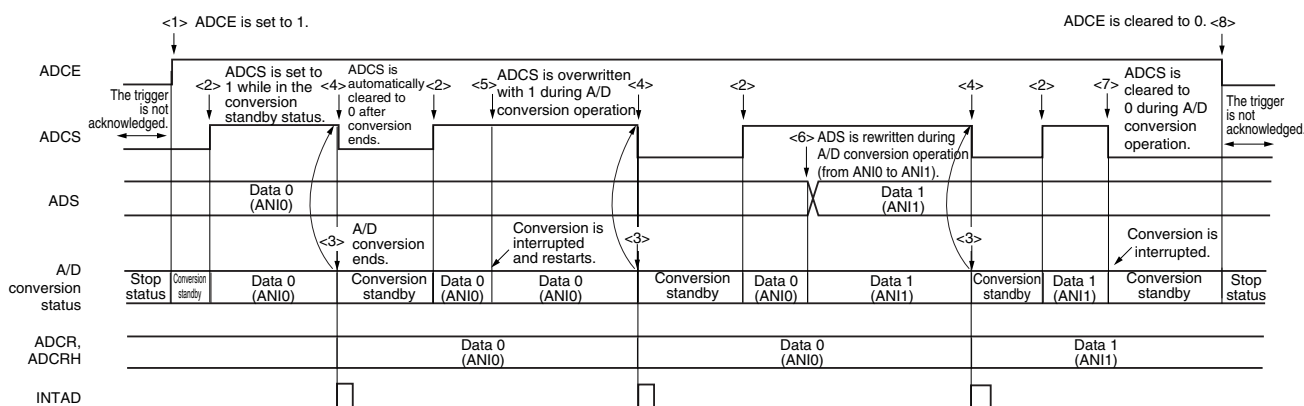 <1> ADCE is set to 1.
ADCE is cleared to 0. <8>
ADCE
The trigger
is not
acknowledged.
<2>
ADCS is set to
1 while in the
conversion
standby status.
<4>
ADCS is
automatically
cleared to
0 after
conversion
ends.
<2>
<5>
ADCS is overwritten
with 1 during A/D
conversion operation.
<4>
<2>
<4>
<2>
<7>
ADCS is
cleared to
0 during A/D
conversion
operation.
The trigger
is not
acknowledged.
ADCS
<6> ADS is rewritten during
A/D conversion operation
(from ANI0 to ANI1).
ADS
Data 0
(ANI0)
Data 1
(ANI1)
<3>
A/D
conversion
ends.
Conversion is
interrupted
and restarts.
<3>
<3>
Conversion is
interrupted.
A/D
conversion
status
Stop
status
Conversion
standby
Data 0
(ANI0)
Conversion
standby
Data 0
(ANI0)
Data 0
(ANI0)
Conversion
standby
Data 0
(ANI0)
Data 1
(ANI1)
Conversion
standby
Data 1
(ANI1)
Conversion
standby
Stop
status
ADCR,
ADCRH
Data 0
(ANI0)
Data 0
(ANI0)
Data 1
(ANI1)
INTAD